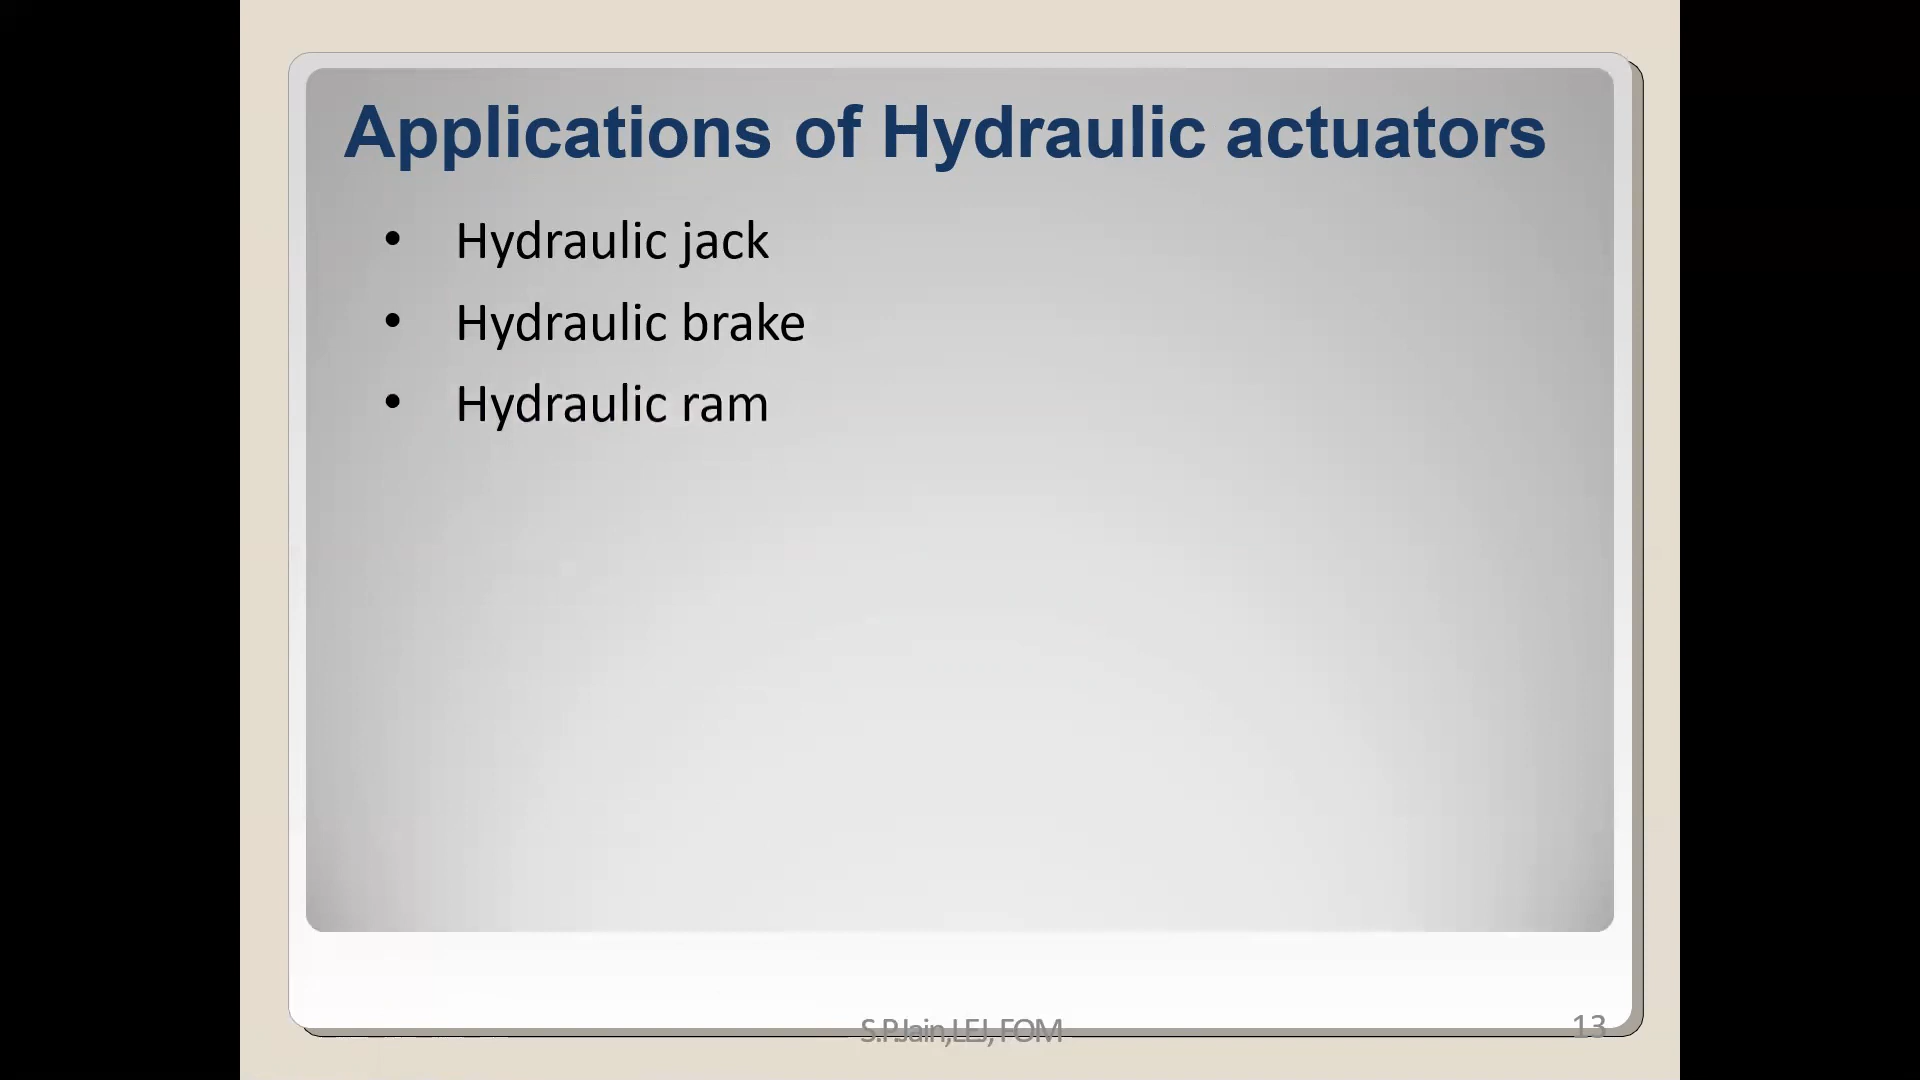 Applications of Hydraulic actuators
• Hydraulic jack
• Hydraulic brake
• Hydraulic ram
S.P.Jain,LEJ, FOM
13